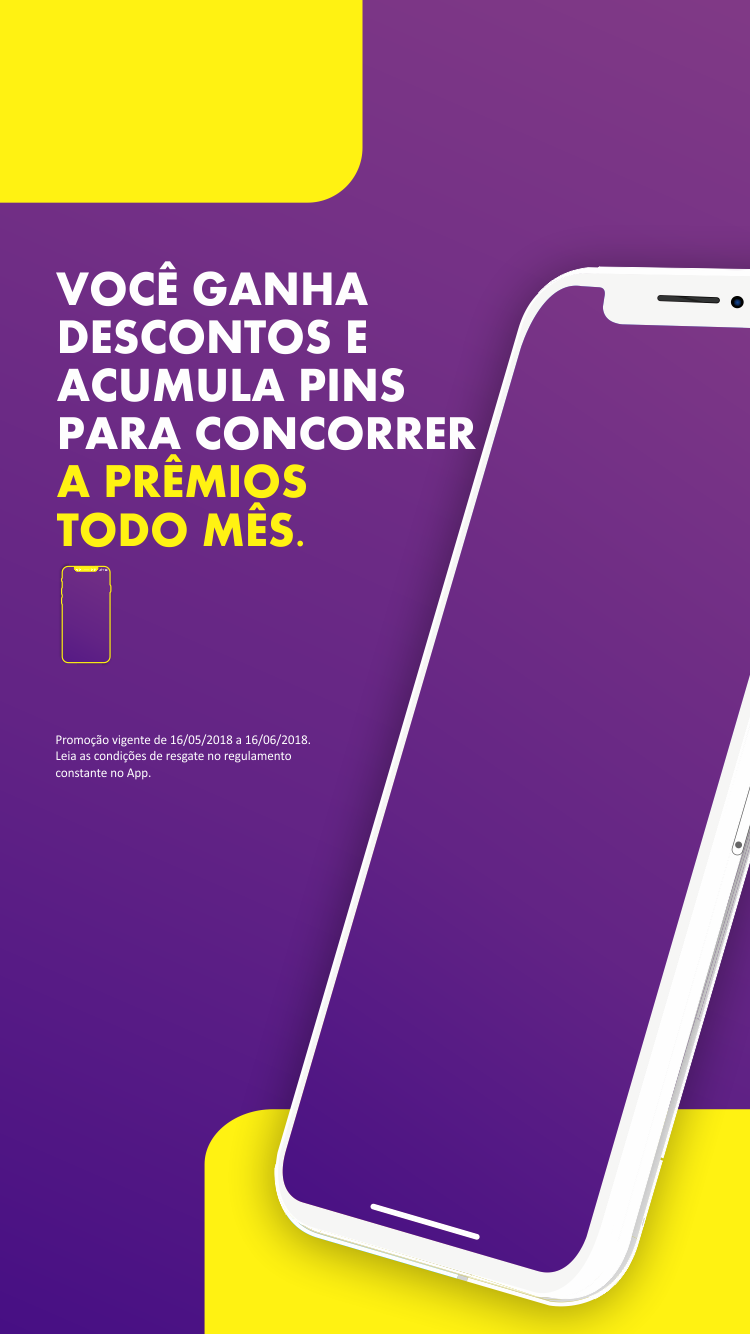 VOCÊ GANHA
DESCONTOS E
ACUMULA PINS
PARA CONCORRER
A PRÊMIOS
TODO MÊS.
Promoção vigente de 16/05/2018 a 16/06/2018.
Leia as condições de resgate no regulamento
constante no App.